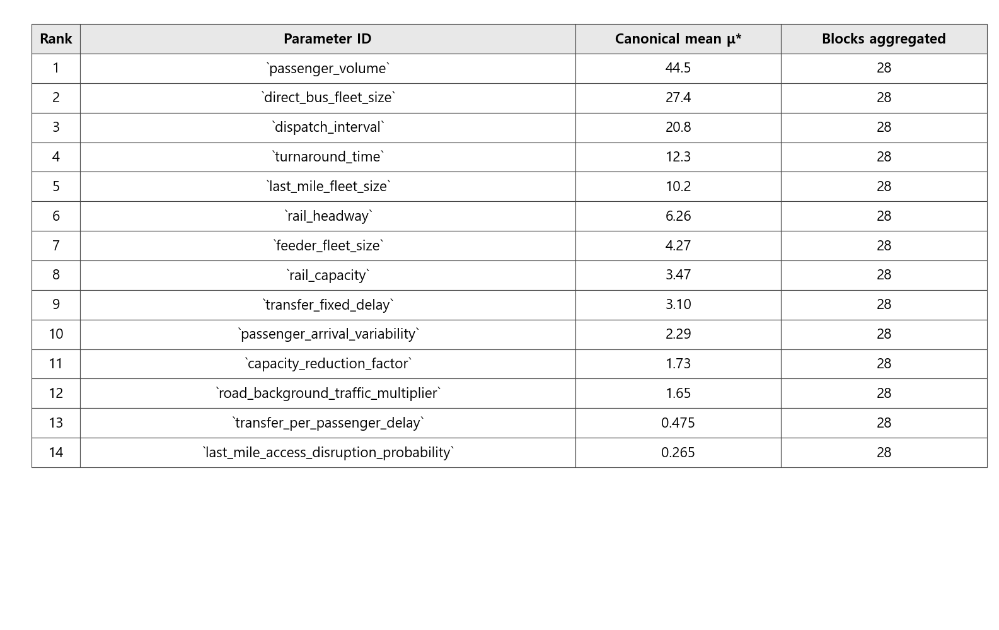 Rank Parameter ID Canonical mean μ* Blocks aggregated
1 `passenger_volume` 44.5 28
2 `direct_bus_fleet_size` 27.4 28
3 `dispatch_interval` 20.8 28
4 `turnaround_time` 12.3 28
5 `last_mile_fleet_size` 10.2 28
6 `rail_headway` 6.26 28
7 `feeder_fleet_size` 4.27 28
8 `rail_capacity` 3.47 28
9 `transfer_fixed_delay` 3.10 28
10 `passenger_arrival_variability` 2.29 28
11 `capacity_reduction_factor` 1.73 28
12 `road_background_traffic_multiplier` 1.65 28
13 `transfer_per_passenger_delay` 0.475 28
14 `last_mile_access_disruption_probability` 0.265 28